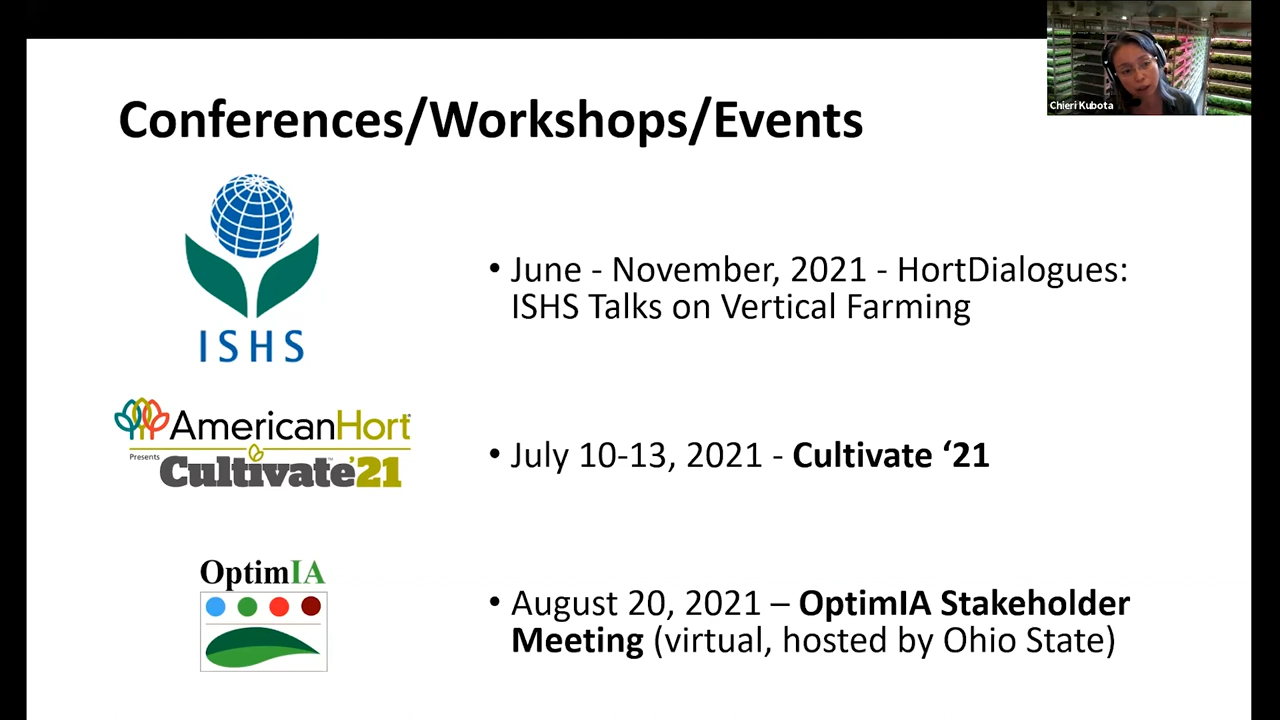 Chieri Kubota
Conferences/Workshops/Events
ISHS
• June - November, 2021 - HortDialogues:
ISHS Talks on Vertical Farming
AmericanHort
Presents
Cultivate'21
• July 10-13, 2021 - Cultivate ‘21
OptimIA
• August 20, 2021 – OptimIA Stakeholder
Meeting (virtual, hosted by Ohio State)